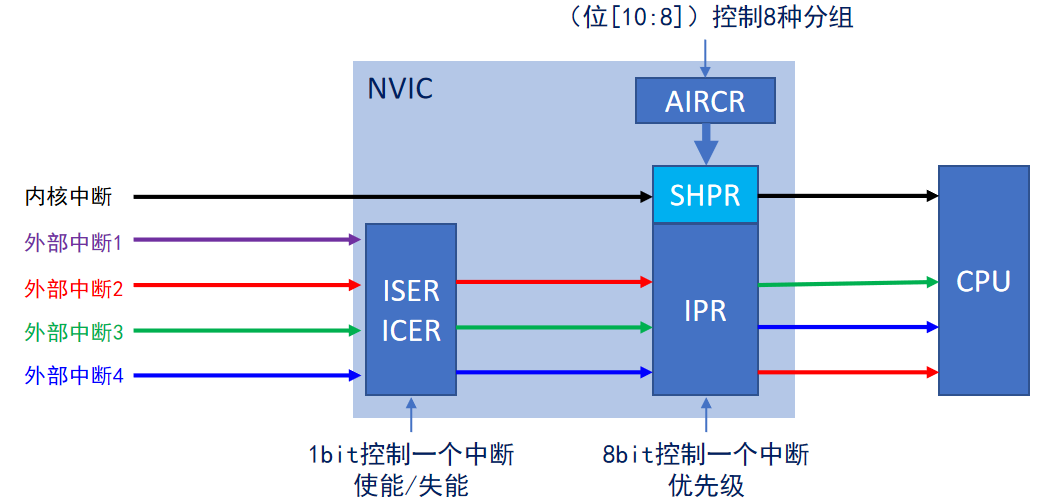 （位[10:8]）控制8种分组
NVIC
AIRCR
内核中断
SHPR
外部中断1
外部中断2
ISER
IPR
CPU
外部中断3
ICER
外部中断4
1bit控制一个中断
使能/失能
8bit控制一个中断
优先级